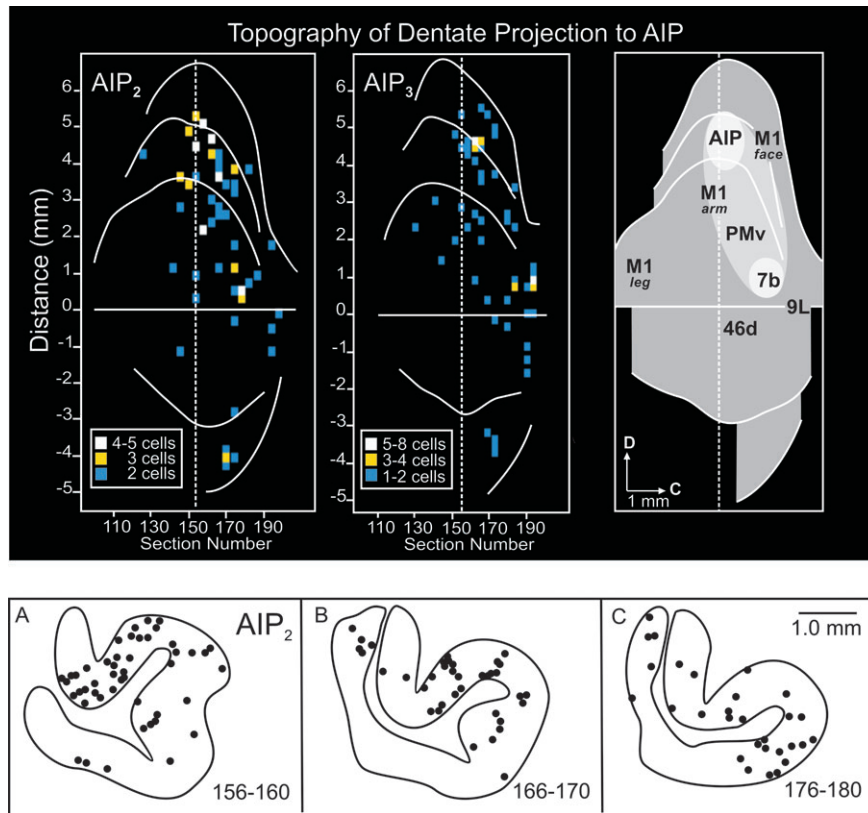 Topography of Dentate Projection to AIP
Distance (mm)
6
5
4
3
2
1
0
-1
-2
-3
-4
-5
AIP2
4-5 cells
3 cells
2 cells
110 130 150 170 190
Section Number
6
5
4
3
2
1
0
-1
-2
-3
-4
-5
AIP3
5-8 cells
3-4 cells
1-2 cells
110 130 150 170 190
Section Number
AIP
M1
face
M1
arm
PMv
M1
leg
7b
9L
46d
D
C
1 mm
A
AIP2
156-160
B
166-170
C
1.0 mm
176-180